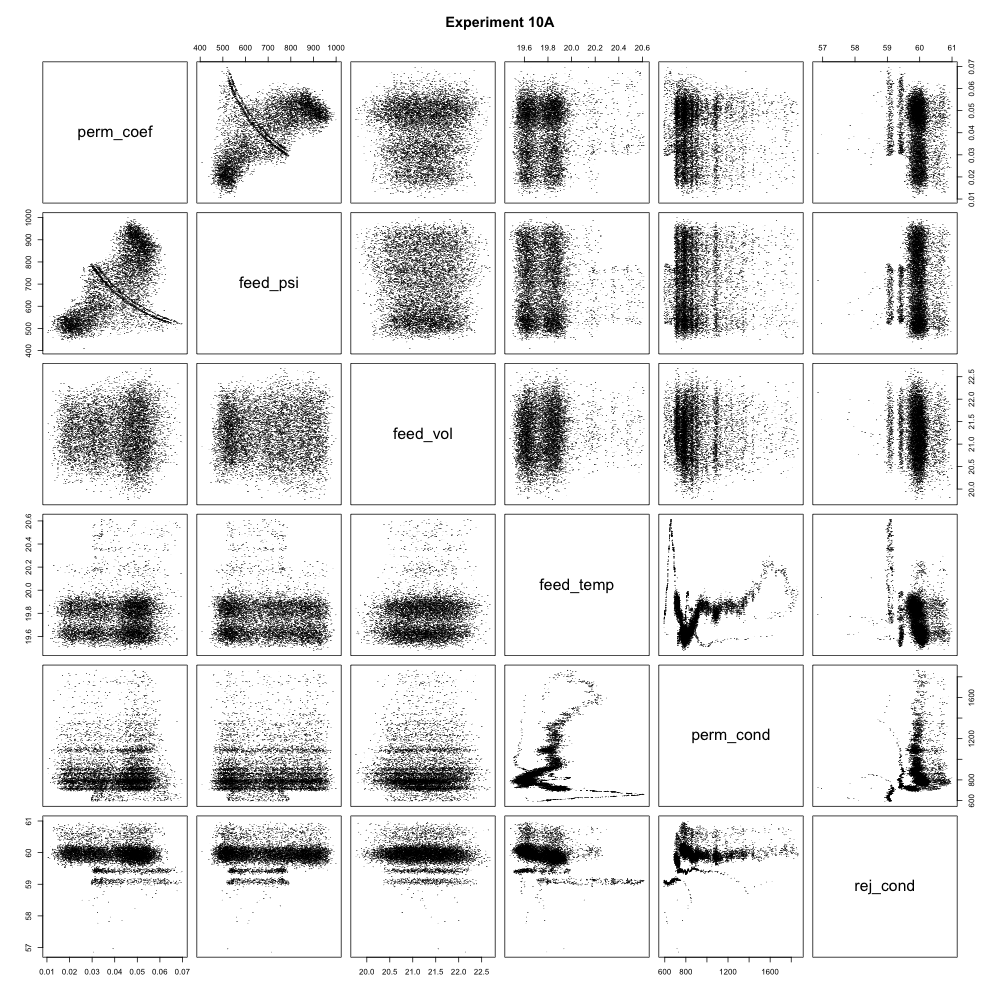 Experiment 10A
400 500 600 700 800 900 1000
19.6 19.8 20.0 20.2 20.4 20.6
57 58 59 60 61
perm_coef
0.01 0.02 0.03 0.04 0.05 0.06 0.07
400 500 600 700 800 900 1000
feed_psi
feed_vol
20.0 20.5 21.0 21.5 22.0 22.5
19.6 19.8 20.0 20.2 20.4 20.6
feed_temp
perm_cond
600 800 1200 1600
57 58 59 60 61
rej_cond
0.01 0.02 0.03 0.04 0.05 0.06 0.07
20.0 20.5 21.0 21.5 22.0 22.5
600 800 1200 1600